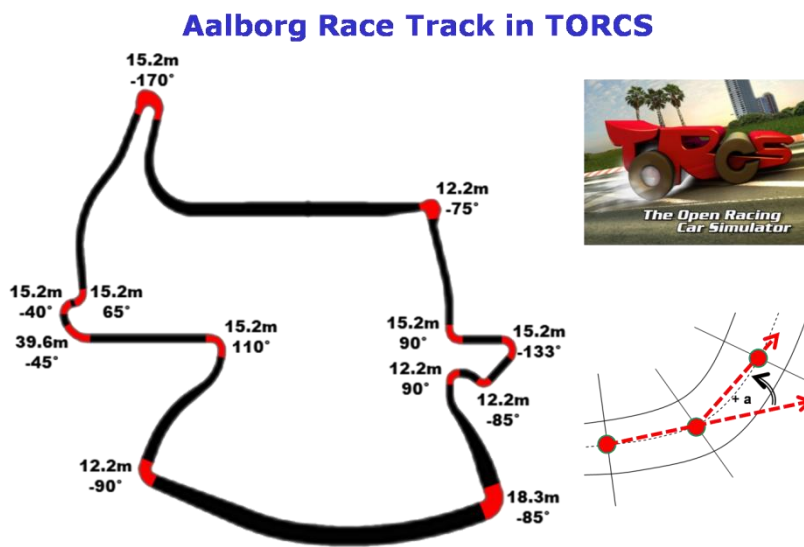 Aalborg Race Track in TORCS
15.2m
-170°
12.2m
-75°
15.2m
-40°
15.2m
65°
39.6m
-45°
15.2m
110°
15.2m
90°
15.2m
-133°
12.2m
90°
12.2m
-85°
12.2m
-90°
18.3m
-85°
TORCS
The Open Racing
Car Simulator
+ a